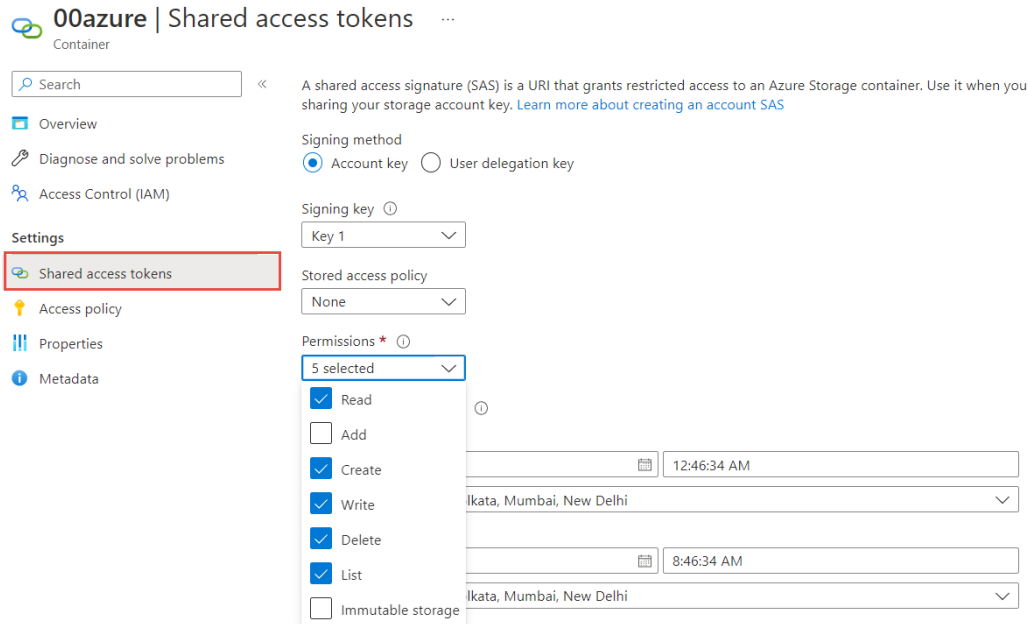 00azure | Shared access tokens ...
Container
Search «
Overview
Diagnose and solve problems
Access Control (IAM)
Settings
Shared access tokens
Access policy
Properties
Metadata
A shared access signature (SAS) is a URI that grants restricted access to an Azure Storage container. Use it when you
sharing your storage account key. Learn more about creating an account SAS
Signing method
Account key User delegation key
Signing key
Key 1
Stored access policy
None
Permissions *
5 selected
Read
Add
Create
Write
Delete
List
Immutable storage
12:46:34 AM
lkata, Mumbai, New Delhi
8:46:34 AM
lkata, Mumbai, New Delhi